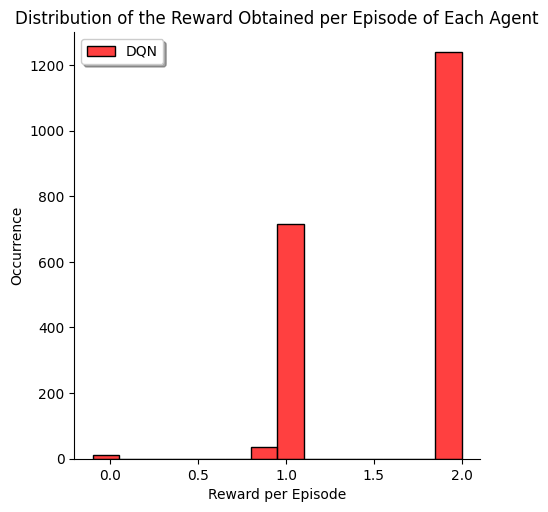 Distribution of the Reward Obtained per Episode of Each Agent
DQN
1200
1000
800
600
400
200
0
Occurrence
0.0 0.5 1.0 1.5 2.0
Reward per Episode